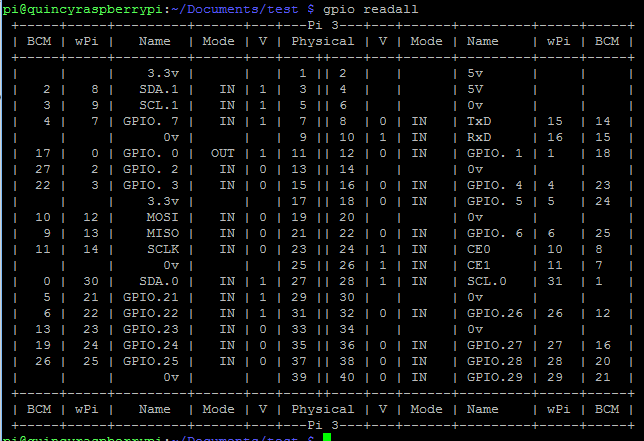 pi@quincyraspberrypi:~/Documents/test $ gpio readall
+-----+-----+---------+------+---+---Pi 3---+---+------+---------+-----+-----+
| BCM | wPi |   Name  | Mode | V | Physical | V | Mode | Name    | wPi | BCM |
+-----+-----+---------+------+---+----++----+---+------+---------+-----+-----+
|     |     |    3.3v |      |   |  1 || 2  |   |      | 5v      |     |     |
|   2 |   8 |   SDA.1 |   IN | 1 |  3 || 4  |   |      | 5V      |     |     |
|   3 |   9 |   SCL.1 |   IN | 1 |  5 || 6  |   |      | 0v      |     |     |
|   4 |   7 | GPIO. 7 |   IN | 1 |  7 || 8  | 0 | IN   | TxD     | 15  | 14  |
|     |     |      0v |      |   |  9 || 10 | 1 | IN   | RxD     | 16  | 15  |
|  17 |   0 | GPIO. 0 |  OUT | 1 | 11 || 12 | 0 | IN   | GPIO. 1 | 1   | 18  |
|  27 |   2 | GPIO. 2 |   IN | 0 | 13 || 14 |   |      | 0v      |     |     |
|  22 |   3 | GPIO. 3 |   IN | 0 | 15 || 16 | 0 | IN   | GPIO. 4 | 4   | 23  |
|     |     |    3.3v |      |   | 17 || 18 | 0 | IN   | GPIO. 5 | 5   | 24  |
|  10 |  12 |    MOSI |   IN | 0 | 19 || 20 |   |      | 0v      |     |     |
|   9 |  13 |    MISO |   IN | 0 | 21 || 22 | 0 | IN   | GPIO. 6 | 6   | 25  |
|  11 |  14 |    SCLK |   IN | 0 | 23 || 24 | 1 | IN   | CE0     | 10  | 8   |
|     |     |      0v |      |   | 25 || 26 | 1 | IN   | CE1     | 11  | 7   |
|   0 |  30 |   SDA.0 |   IN | 1 | 27 || 28 | 1 | IN   | SCL.0   | 31  | 1   |
|   5 |  21 | GPIO.21 |   IN | 1 | 29 || 30 |   |      | 0v      |     |     |
|   6 |  22 | GPIO.22 |   IN | 1 | 31 || 32 | 0 | IN   | GPIO.26 | 26  | 12  |
|  13 |  23 | GPIO.23 |   IN | 0 | 33 || 34 |   |      | 0v      |     |     |
|  19 |  24 | GPIO.24 |   IN | 0 | 35 || 36 | 0 | IN   | GPIO.27 | 27  | 16  |
|  26 |  25 | GPIO.25 |   IN | 0 | 37 || 38 | 0 | IN   | GPIO.28 | 28  | 20  |
|     |     |      0v |      |   | 39 || 40 | 0 | IN   | GPIO.29 | 29  | 21  |
+-----+-----+---------+------+---+----++----+---+------+---------+-----+-----+
| BCM | wPi |   Name  | Mode | V | Physical | V | Mode | Name    | wPi | BCM |
+-----+-----+---------+------+---+---Pi 3---+---+------+---------+-----+-----+
pi@quincyraspberrypi:~/Documents/test $